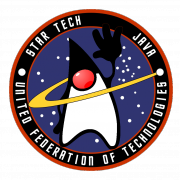 STAR TECH
JAVA
UNITED FEDERATION OF TECHNOLOGIES